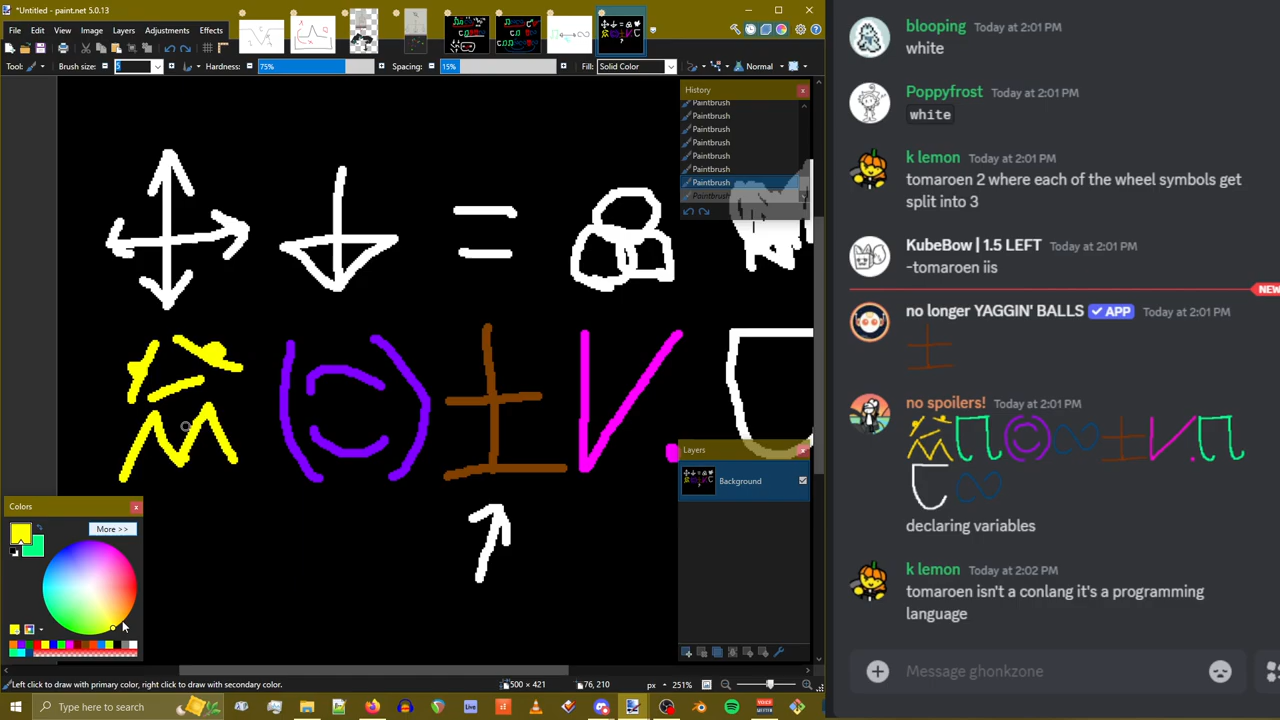 *Untitled - paint.net 5.0.13
File Edit View Image Layers Adjustments Effects
Tool: Brush size: 5 Hardness: 75% Spacing: 15% Fill: Solid Color Normal
History
Paintbrush
Paintbrush
Paintbrush
Paintbrush
Paintbrush
Paintbrush
Paintbrush
Paintbrush
Layers
Background
Colors
More >>
Left click to draw with primary color, right click to draw with secondary color.
500 × 421
76, 210
px
251%
Type here to search
Live
blooping Today at 2:01 PM
white
Poppyfrost Today at 2:01 PM
white
k lemon Today at 2:01 PM
tomaroen 2 where each of the wheel symbols get
split into 3
KubeBow | 1.5 LEFT Today at 2:01 PM
-tomaroen iis
NEW
no longer YAGGIN' BALLS ✓ APP Today at 2:01 PM
no spoilers! Today at 2:01 PM
declaring variables
k lemon Today at 2:02 PM
tomaroen isn't a conlang it's a programming
language
Message ghonkzone